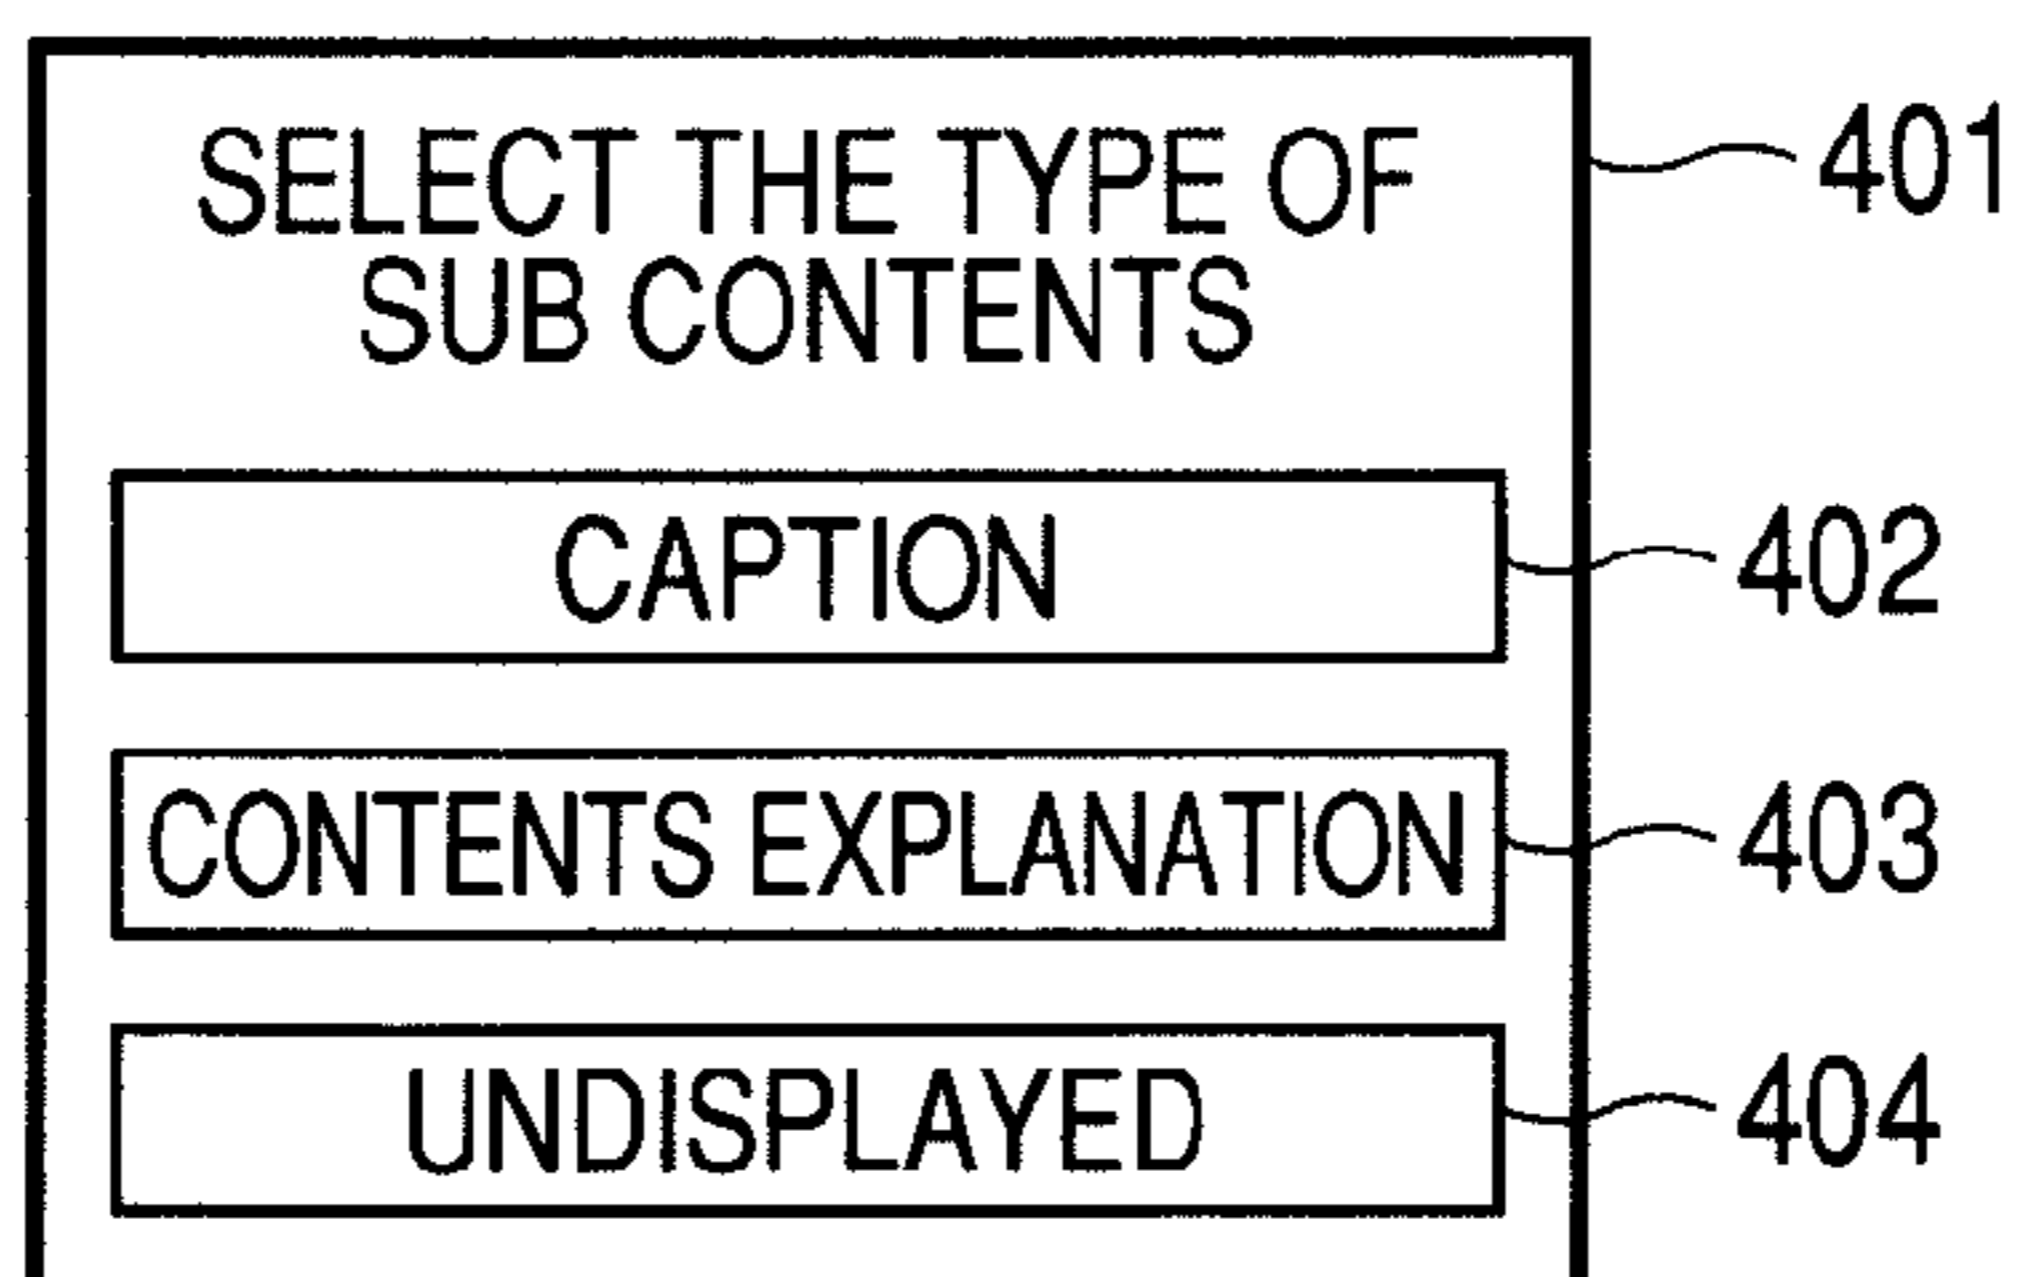 SELECT THE TYPE OF
SUB CONTENTS
401
CAPTION
402
CONTENTS EXPLANATION
403
UNDISPLAYED
404